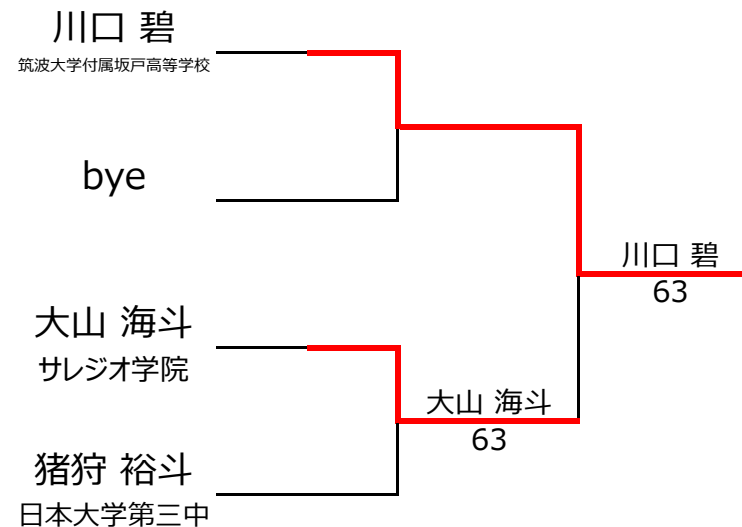 川口 碧
筑波大学付属坂戸高等学校
bye
川口 碧
63
大山 海斗
サレジオ学院
大山 海斗
63
猪狩 裕斗
日本大学第三中